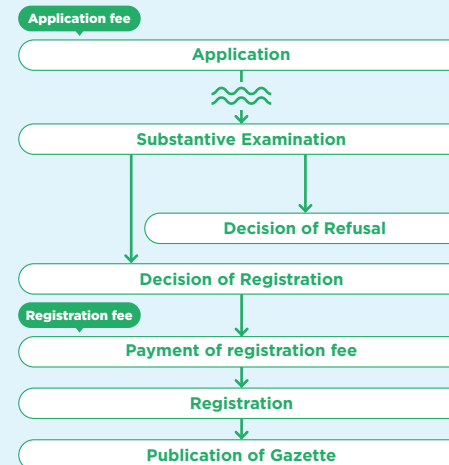 Application fee
Application
Substantive Examination
Decision of Refusal
Decision of Registration
Registration fee
Payment of registration fee
Registration
Publication of Gazette